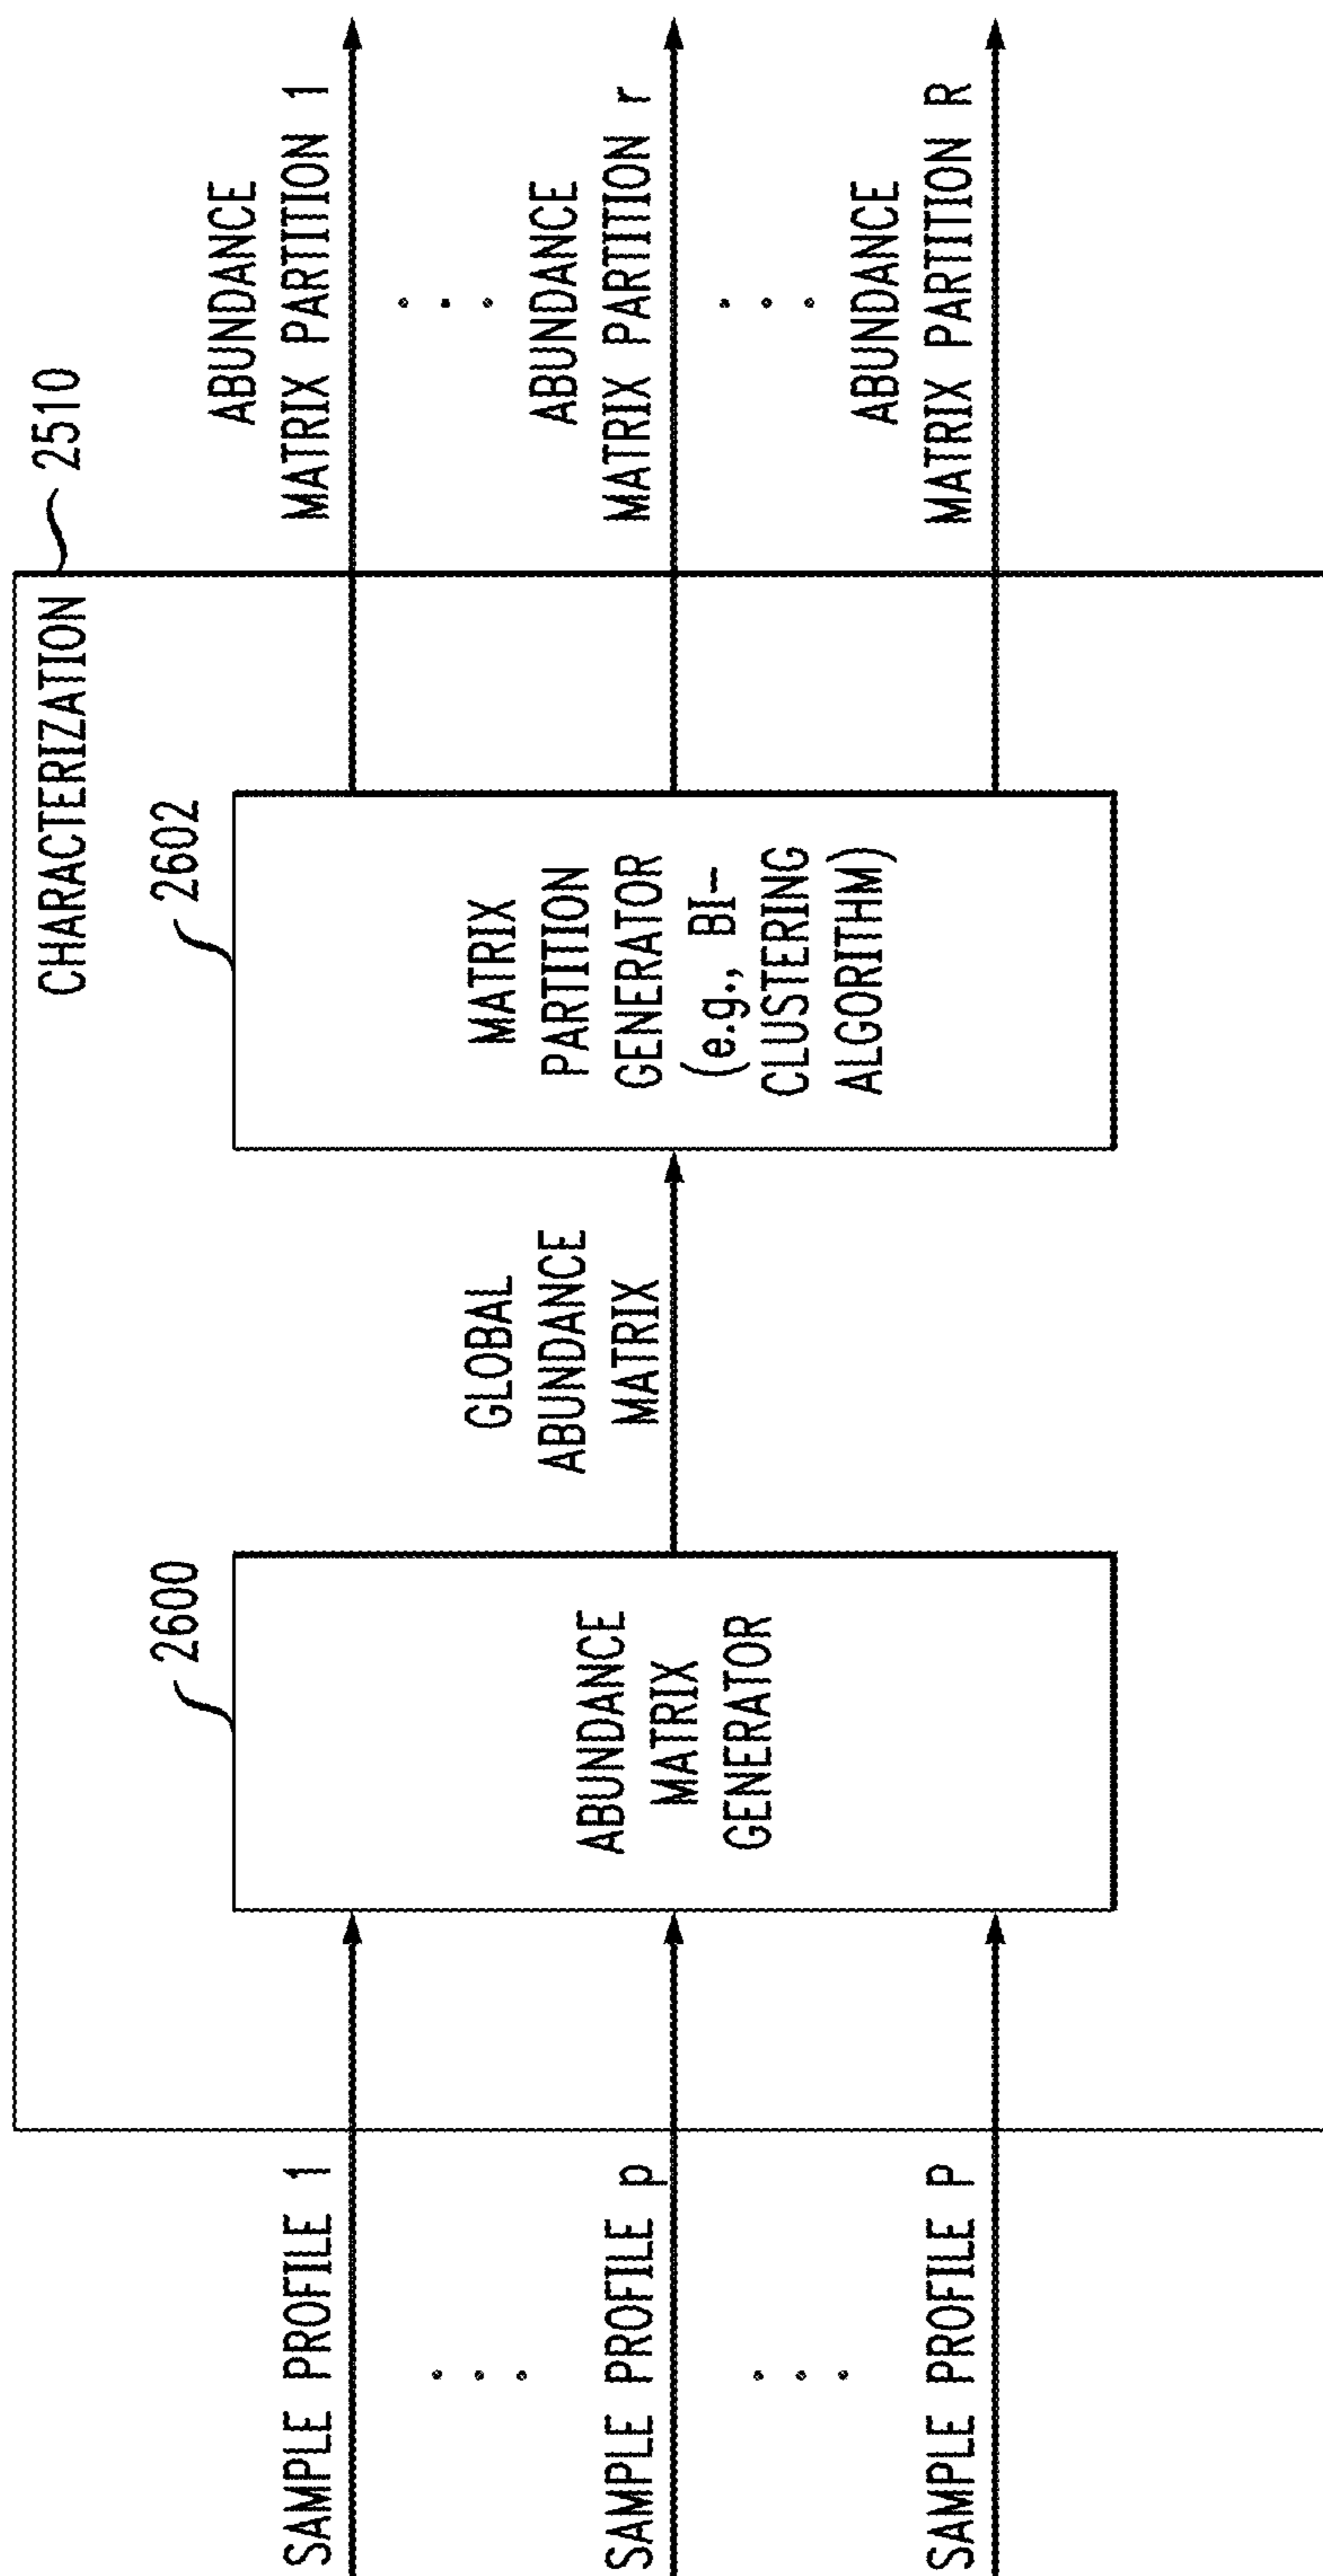 CHARACTERIZATION
2510
SAMPLE PROFILE 1
. . .
SAMPLE PROFILE p
. . .
SAMPLE PROFILE P
2600
ABUNDANCE
MATRIX
GENERATOR
GLOBAL
ABUNDANCE
MATRIX
2602
MATRIX
PARTITION
GENERATOR
(e.g., BI-
CLUSTERING
ALGORITHM)
ABUNDANCE
MATRIX PARTITION 1
. . .
ABUNDANCE
MATRIX PARTITION r
. . .
ABUNDANCE
MATRIX PARTITION R